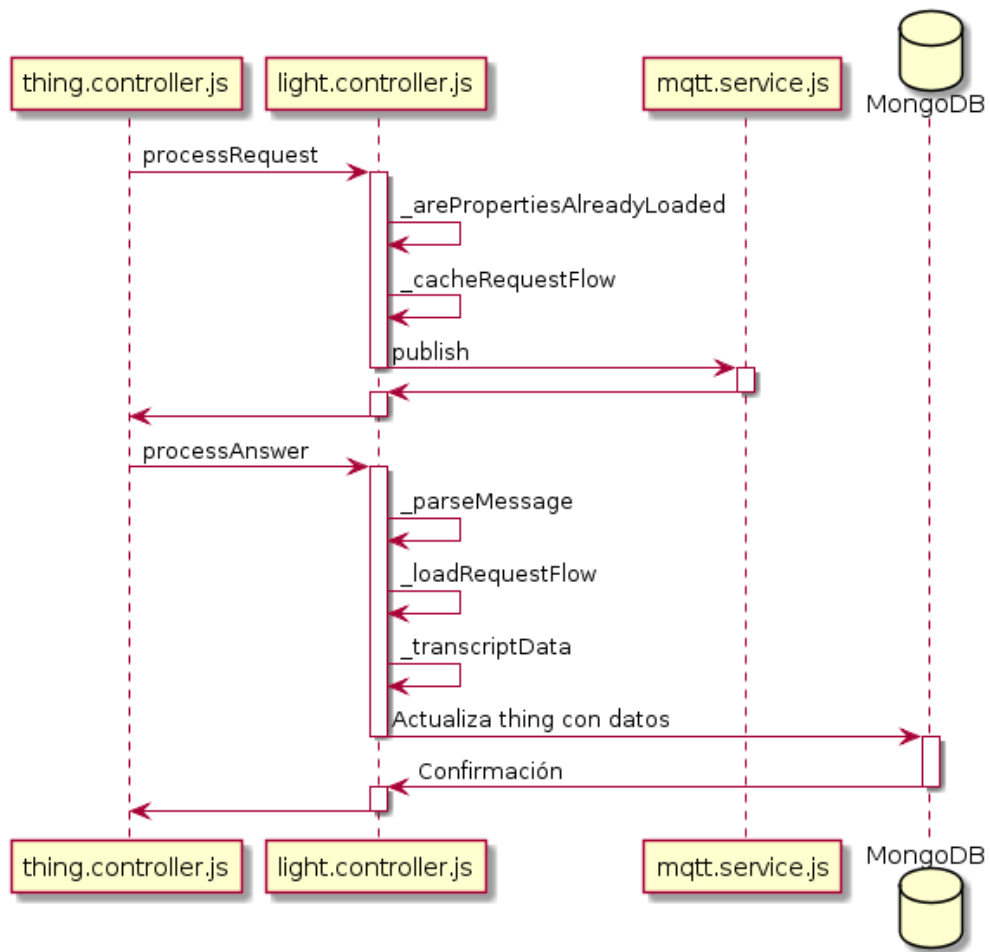 thing.controller.js
light.controller.js
mqtt.service.js
MongoDB
processRequest
_arePropertiesAlreadyLoaded
_cacheRequestFlow
publish
processAnswer
_parseMessage
_loadRequestFlow
_transcriptData
Actualiza thing con datos
Confirmación
thing.controller.js
light.controller.js
mqtt.service.js
MongoDB